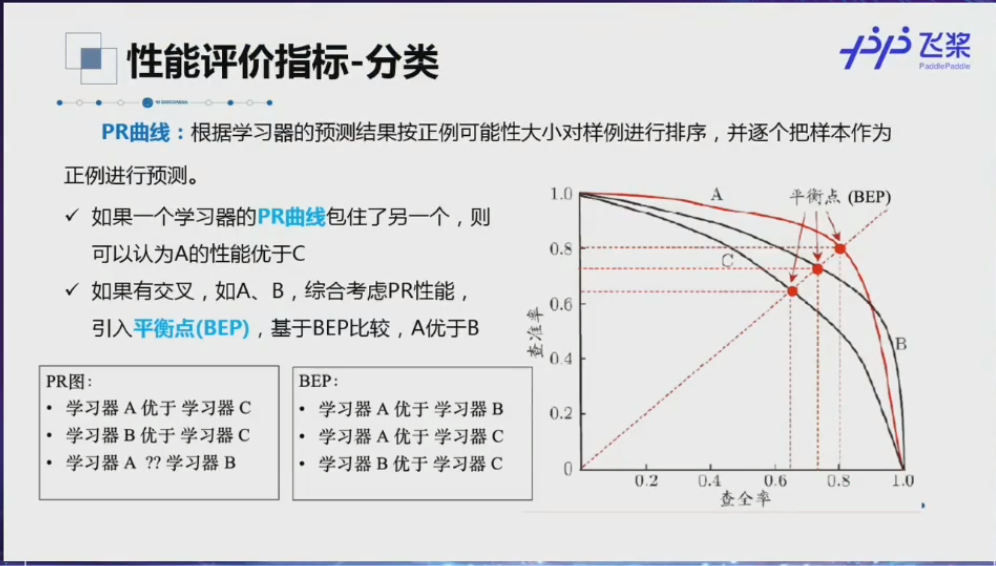 性能评价指标-分类
飞桨
PaddlePaddle
PR曲线：根据学习器的预测结果按正例可能性大小对样例进行排序，并逐个把样本作为
正例进行预测。
✓ 如果一个学习器的PR曲线包住了另一个，则
可以认为A的性能优于C
✓ 如果有交叉，如A、B，综合考虑PR性能，
引入平衡点(BEP)，基于BEP比较，A优于B
PR图：
• 学习器 A 优于 学习器 C
• 学习器 B 优于 学习器 C
• 学习器 A ?? 学习器 B
BEP：
• 学习器 A 优于 学习器 B
• 学习器 A 优于 学习器 C
• 学习器 B 优于 学习器 C
平衡点 (BEP)
A
C
B
查准率
1.0
0.8
0.6
0.4
0.2
0
0.2
0.4
0.6
0.8
1.0
查全率